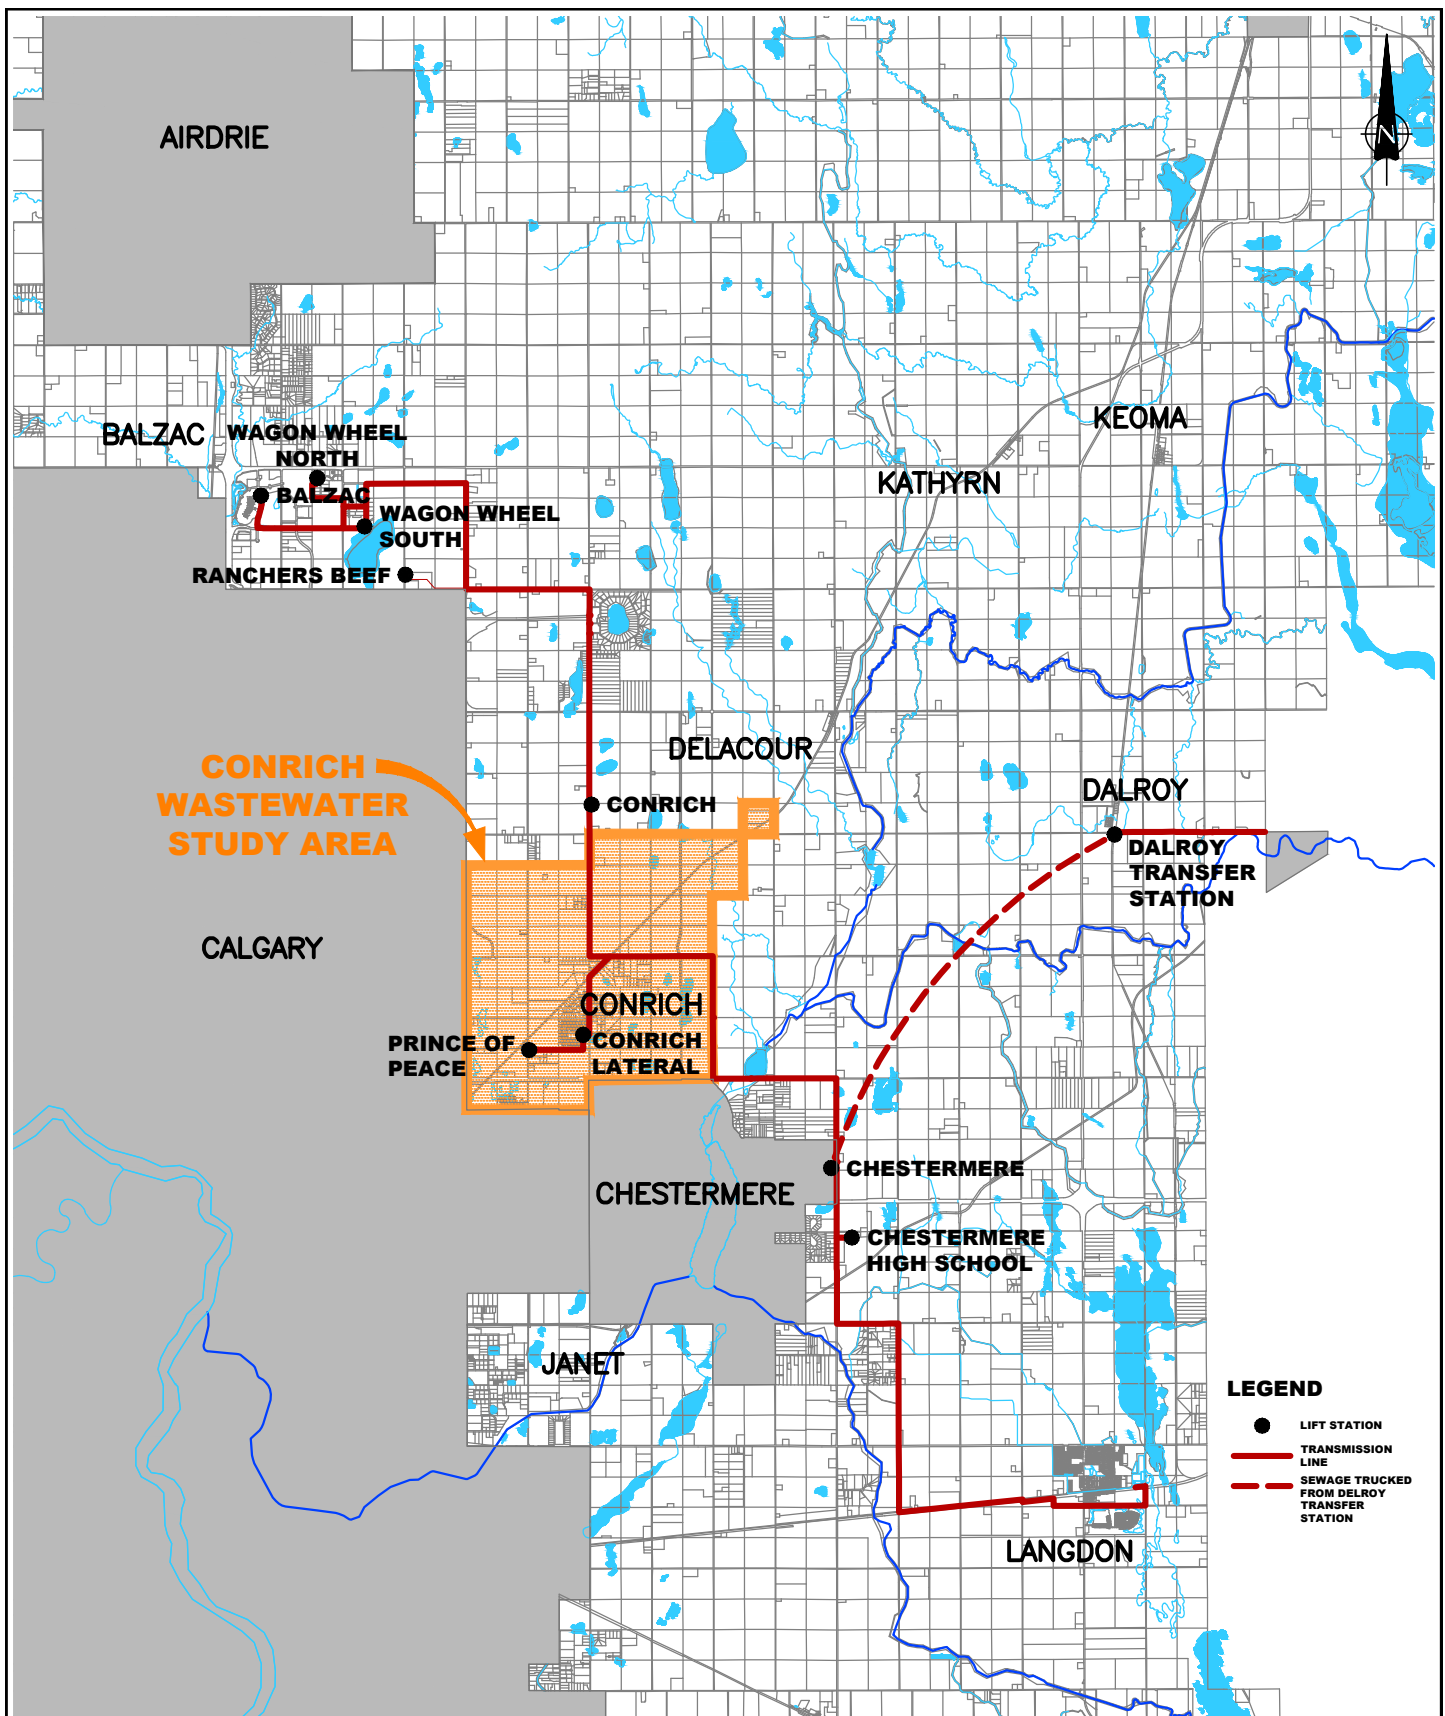 AIRDRIE
N
KEOMA
BALZAC
WAGON WHEEL
NORTH
KATHYRN
BALZAC
WAGON WHEEL
SOUTH
RANCHERS BEEF
DELACOUR
CONRICH
WASTEWATER
STUDY AREA
DALROY
CONRICH
DALROY
TRANSFER
STATION
CALGARY
CONRICH
PRINCE OF
PEACE
CONRICH
LATERAL
CHESTERMERE
CHESTERMERE
CHESTERMERE
HIGH SCHOOL
JANET
LEGEND
LIFT STATION
TRANSMISSION
LINE
SEWAGE TRUCKED
FROM DELROY
TRANSFER
STATION
LANGDON